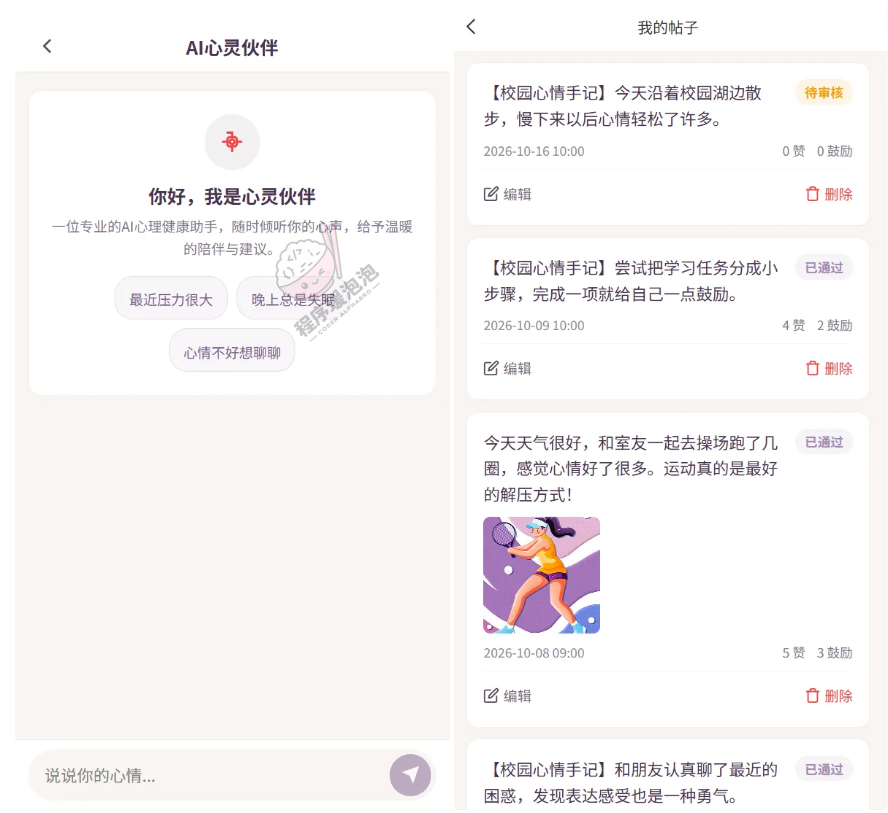 AI心灵伙伴
你好，我是心灵伙伴
一位专业的AI心理健康助手，随时倾听你的心声，给予温暖
的陪伴与建议。
最近压力很大
晚上总是失眠
心情不好想聊聊
程序媛泡泡
CODER ALPHABAO
说说你的心情...
我的帖子
【校园心情手记】今天沿着校园湖边散
步，慢下来以后心情轻松了许多。
待审核
2026-10-16 10:00
0 赞 0 鼓励
编辑
删除
【校园心情手记】尝试把学习任务分成小
步骤，完成一项就给自己一点鼓励。
已通过
2026-10-09 10:00
4 赞 2 鼓励
编辑
删除
今天天气很好，和室友一起去操场跑了几
圈，感觉心情好了很多。运动真的是最好
的解压方式！
已通过
2026-10-08 09:00
5 赞 3 鼓励
编辑
删除
【校园心情手记】和朋友认真聊了最近的
困惑，发现表达感受也是一种勇气。
已通过